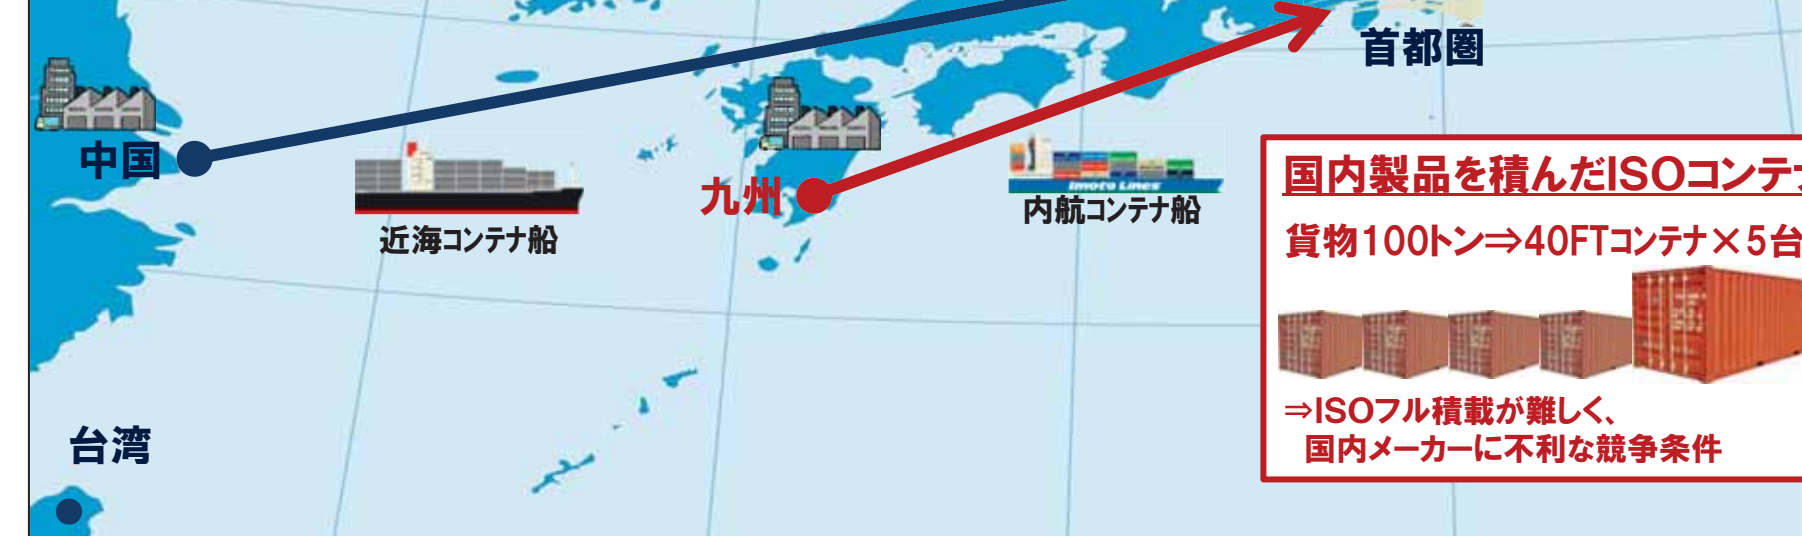 首都圏
中国
九州
近海コンテナ船
Imoto Lines
内航コンテナ船
台湾
国内製品を積んだISOコンテナ
貨物100トン⇒40FTコンテナ×5台
⇒ISOフル積載が難しく、
国内メーカーに不利な競争条件